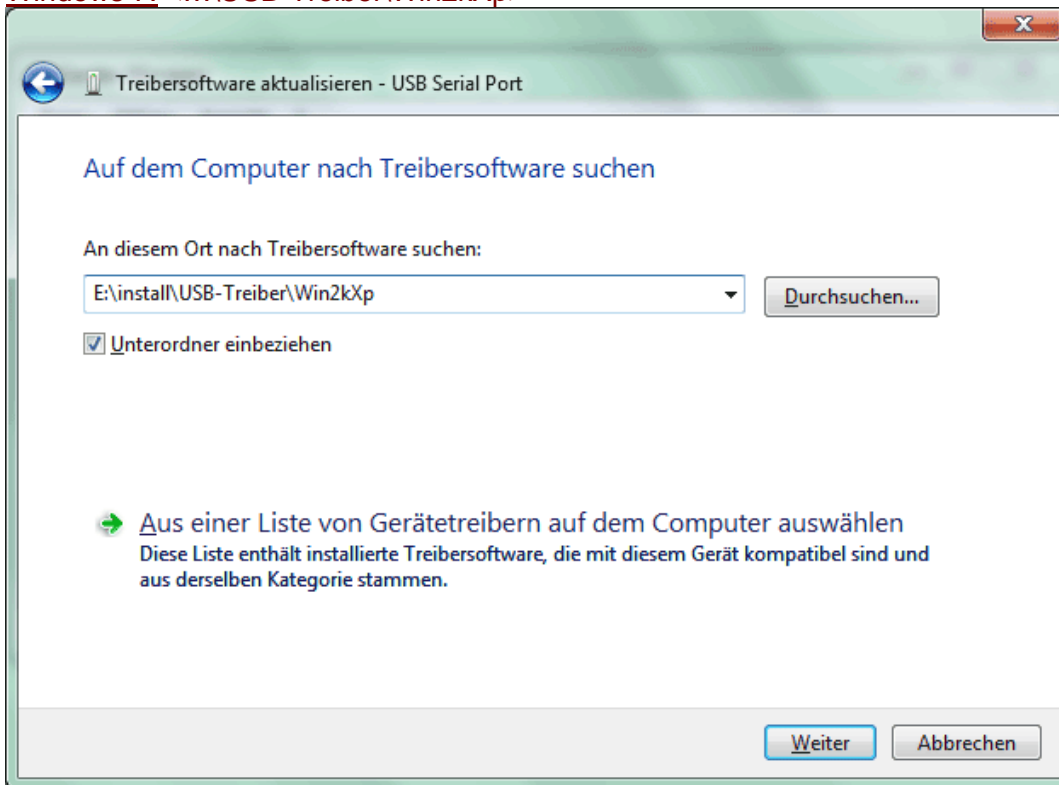 Treibersoftware aktualisieren - USB Serial Port
Auf dem Computer nach Treibersoftware suchen
An diesem Ort nach Treibersoftware suchen:
E:\install\USB-Treiber\Win2kXp
Durchsuchen...
Unterordner einbeziehen
Aus einer Liste von Gerätetreibern auf dem Computer auswählen
Diese Liste enthält installierte Treibersoftware, die mit diesem Gerät kompatibel sind und
aus derselben Kategorie stammen.
Weiter
Abbrechen